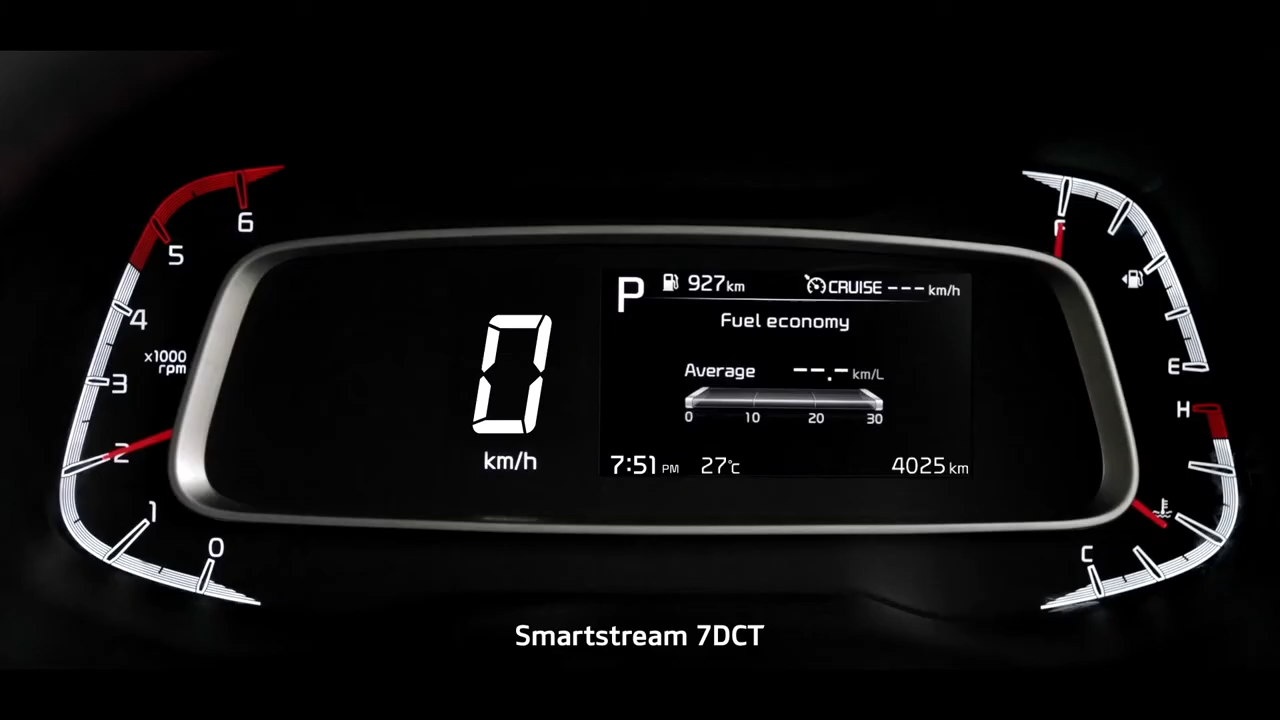 6
5
4
x1000
rpm
3
2
1
0
0
km/h
P
927km
CRUISE ---km/h
Fuel economy
Average --.- km/L
0 10 20 30
7:51 PM 27℃ 4025 km
F
E
H
C
Smartstream 7DCT